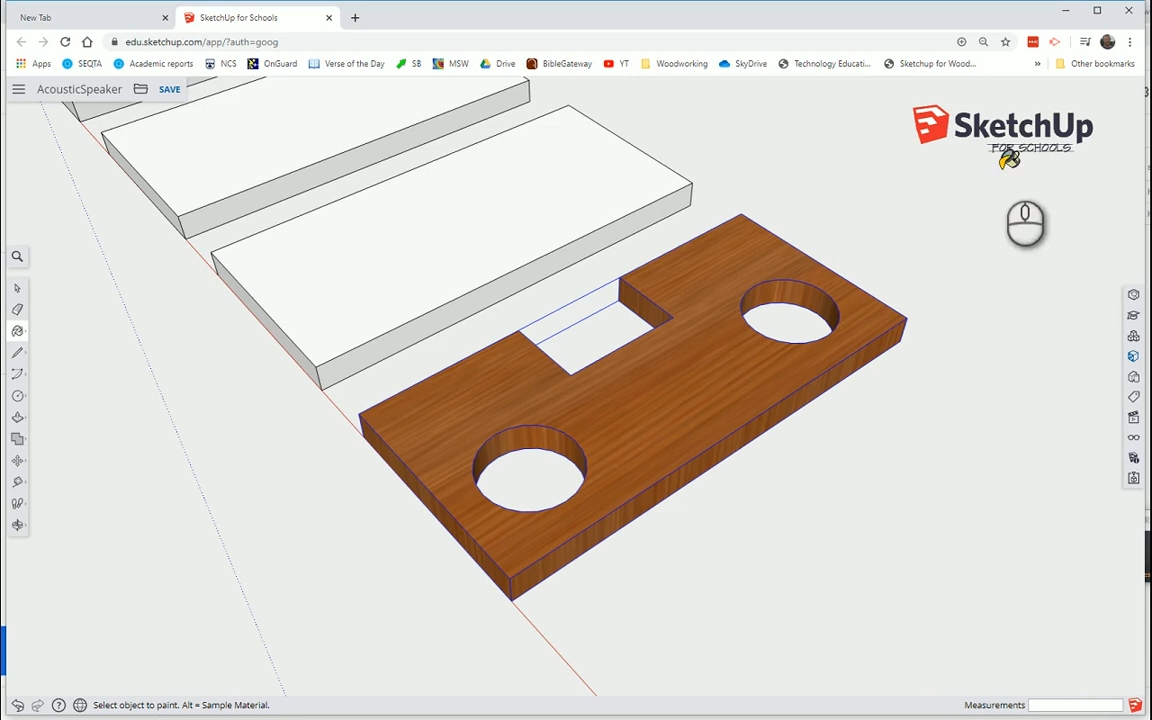 New Tab
SketchUp for Schools
edu.sketchup.com/app/?auth=goog
Apps
SEQTA
Academic reports
NCS
OnGuard
Verse of the Day
SB
MSW
Drive
BibleGateway
YT
Woodworking
SkyDrive
Technology Educati...
Sketchup for Wood...
»
Other bookmarks
AcousticSpeaker
SAVE
SketchUp
FOR SCHOOLS
Select object to paint. Alt = Sample Material.
Measurements